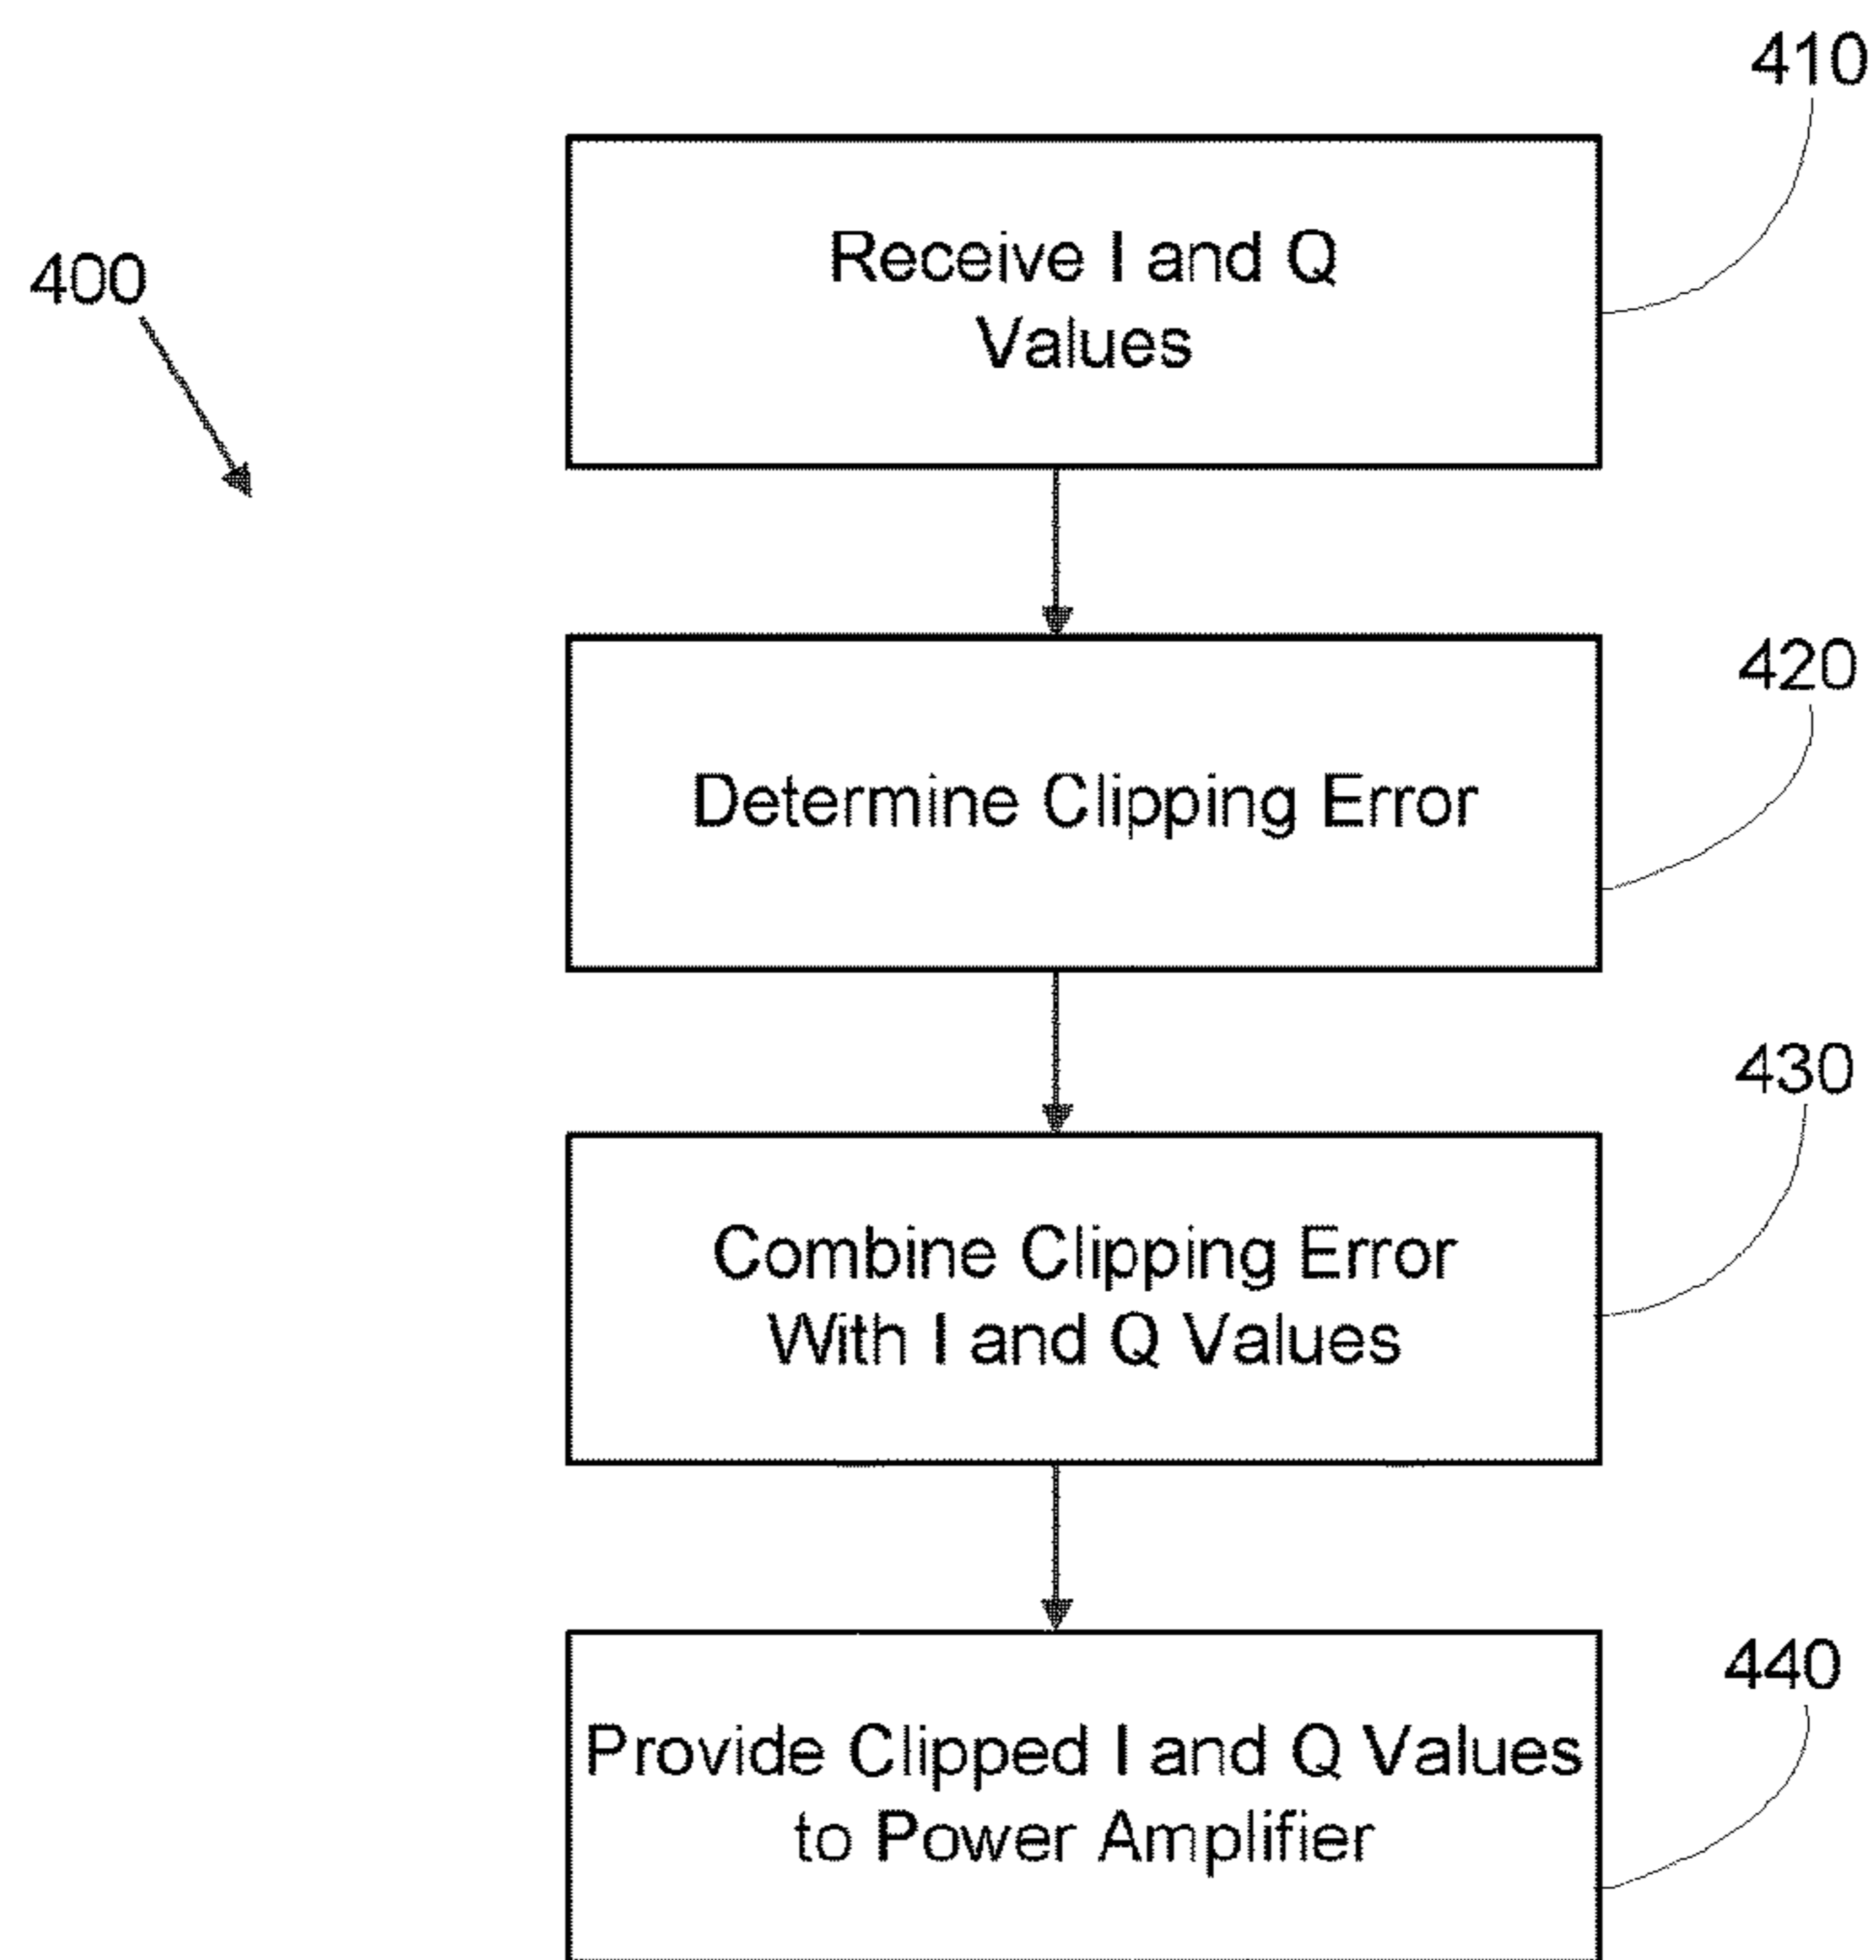 410
400
Receive I and Q
Values
420
Determine Clipping Error
430
Combine Clipping Error
With I and Q Values
440
Provide Clipped I and Q Values
to Power Amplifier